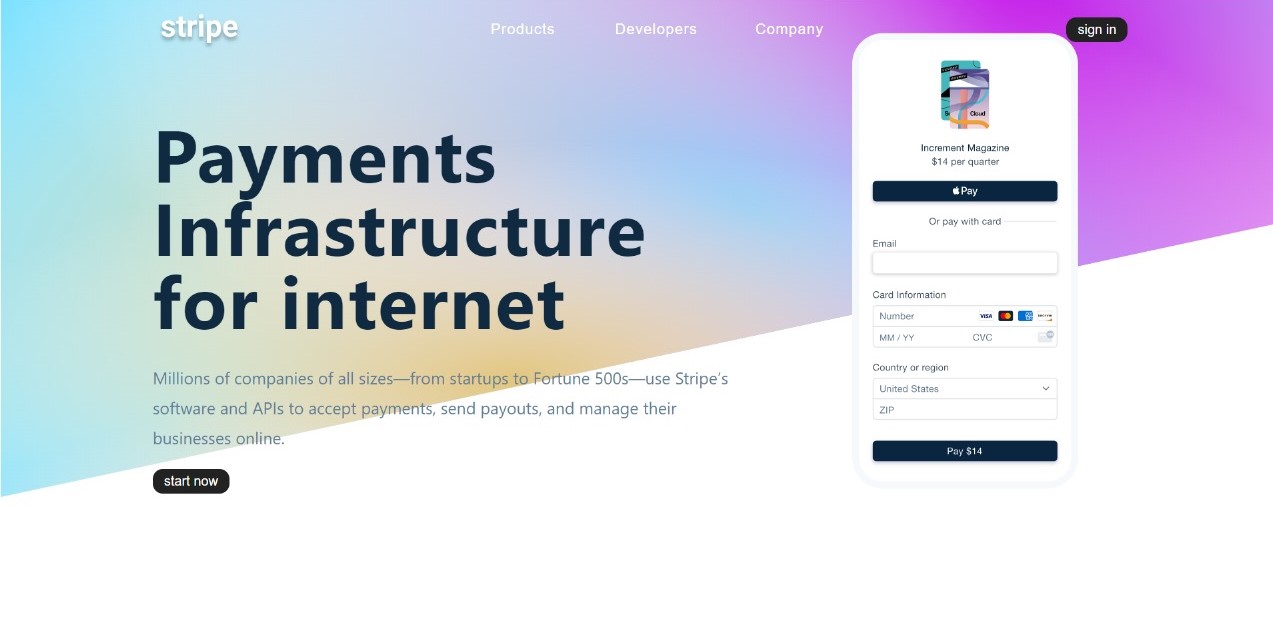 stripe
Products
Developers
Company
sign in
Payments
Infrastructure
for internet
Millions of companies of all sizes—from startups to Fortune 500s—use Stripe’s
software and APIs to accept payments, send payouts, and manage their
businesses online.
start now
Cloud
Increment Magazine
$14 per quarter
Pay
Or pay with card
Email
Card Information
Number
VISA
MM / YY
CVC
Country or region
United States
ZIP
Pay $14